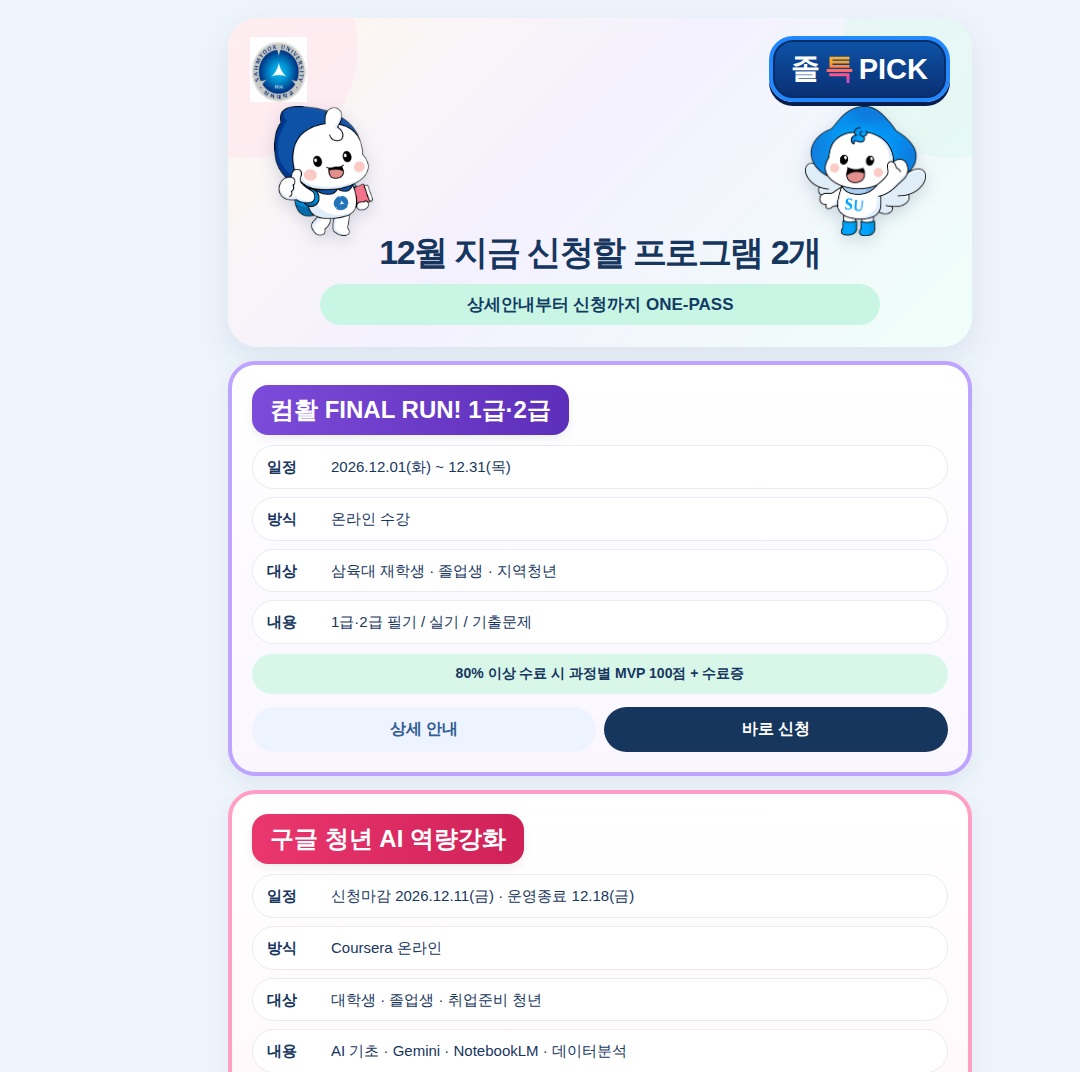 SAHMYOOK UNIVERSITY
졸특PICK
SU
12월 지금 신청할 프로그램 2개
상세안내부터 신청까지 ONE-PASS
컴활 FINAL RUN! 1급·2급
일정 2026.12.01(화) ~ 12.31(목)
방식 온라인 수강
대상 삼육대 재학생 · 졸업생 · 지역청년
내용 1급·2급 필기 / 실기 / 기출문제
80% 이상 수료 시 과정별 MVP 100점 + 수료증
상세 안내 바로 신청
구글 청년 AI 역량강화
일정 신청마감 2026.12.11(금) · 운영종료 12.18(금)
방식 Coursera 온라인
대상 대학생 · 졸업생 · 취업준비 청년
내용 AI 기초 · Gemini · NotebookLM · 데이터분석